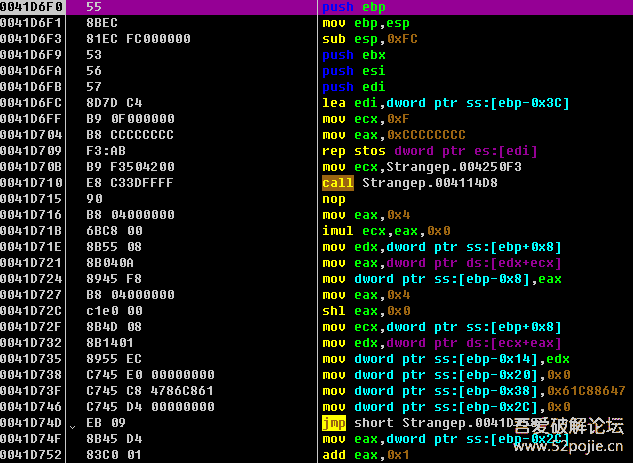 0041D6F0 55 push ebp
0041D6F1 8BEC mov ebp,esp
0041D6F3 81EC FC000000 sub esp,0xFC
0041D6F9 53 push ebx
0041D6FA 56 push esi
0041D6FB 57 push edi
0041D6FC 8D7D C4 lea edi,dword ptr ss:[ebp-0x3C]
0041D6FF B9 0F000000 mov ecx,0xF
0041D704 B8 CCCCCCCC mov eax,0xCCCCCCCC
0041D709 F3:AB rep stos dword ptr es:[edi]
0041D70B B9 F3504200 mov ecx,Strangep.004250F3
0041D710 E8 C33DFFFF call Strangep.004114D8
0041D715 90 nop
0041D716 B8 04000000 mov eax,0x4
0041D71B 6BC8 00 imul ecx,eax,0x0
0041D71E 8B55 08 mov edx,dword ptr ss:[ebp+0x8]
0041D721 8B040A mov eax,dword ptr ds:[edx+ecx]
0041D724 8945 F8 mov dword ptr ss:[ebp-0x8],eax
0041D727 B8 04000000 mov eax,0x4
0041D72C c1e0 00 shl eax,0x0
0041D72F 8B4D 08 mov ecx,dword ptr ss:[ebp+0x8]
0041D732 8B1401 mov edx,dword ptr ds:[ecx+eax]
0041D735 8955 EC mov dword ptr ss:[ebp-0x14],edx
0041D738 C745 E0 00000000 mov dword ptr ss:[ebp-0x20],0x0
0041D73F C745 C8 4786C861 mov dword ptr ss:[ebp-0x38],0x61C88647
0041D746 C745 D4 00000000 mov dword ptr ss:[ebp-0x2C],0x0
0041D74D EB 09 jmp short
0041D74F 8B45 D4 mov eax,dword ptr ss:[ebp-0x2C]
0041D752 83C0 01 add eax,0x1
吾爱破解论坛
www.52pojie.cn